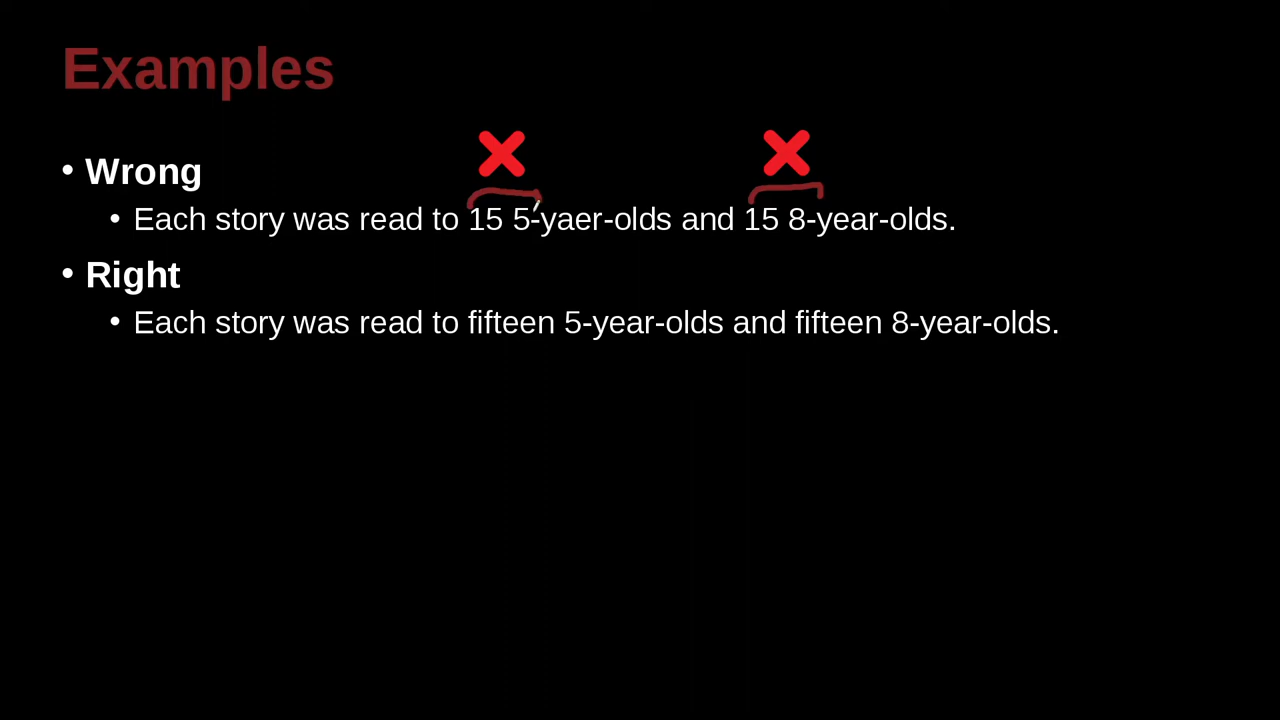 Examples
• Wrong
• Each story was read to 15 5-yaer-olds and 15 8-year-olds.
• Right
• Each story was read to fifteen 5-year-olds and fifteen 8-year-olds.